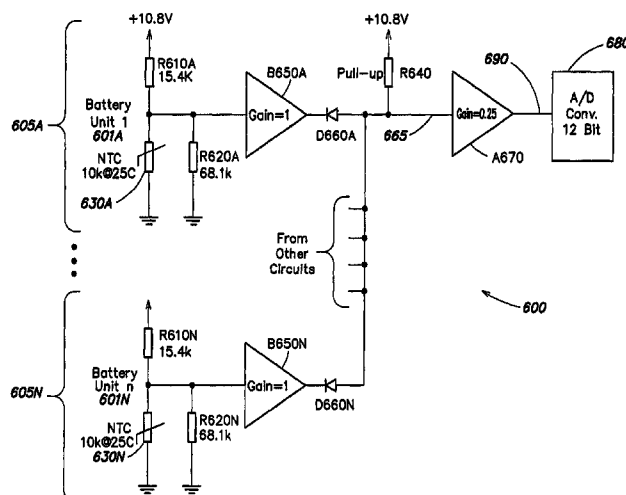 +10.8V
R610A
15.4K
Battery
Unit 1
601A
605A
NTC
10k@25C
630A
R620A
68.1k
B650A
Gain=1
D660A
+10.8V
Pull-up
R640
665
Gain=0.25
A670
690
680
A/D
Conv.
12 Bit
From
Other
Circuits
600
R610N
15.4k
Battery
Unit n
601N
605N
NTC
10k@25C
630N
R620N
68.1k
B650N
Gain=1
D660N